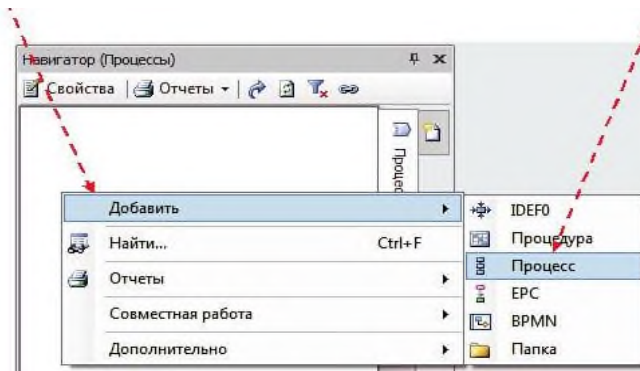 Навигатор (Процессы)
Свойства Отчеты
Процес
Добавить
Найти... Ctrl+F
Отчеты
Совместная работа
Дополнительно
IDEF0
Процедура
Процесс
EPC
BPMN
Папка